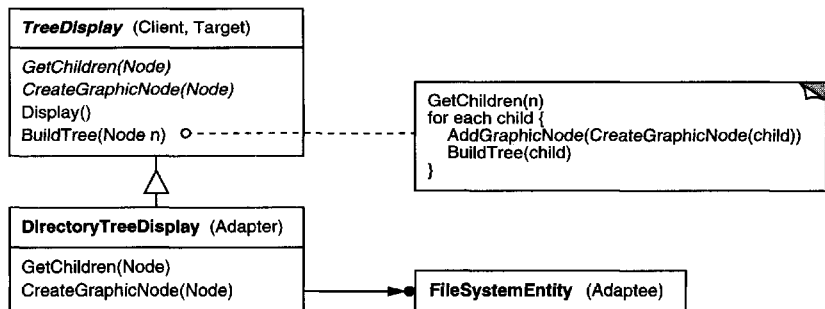 TreeDisplay (Client, Target)
GetChildren(Node)
CreateGraphicNode(Node)
Display()
BuildTree(Node n)
GetChildren(n)
for each child {
AddGraphicNode(CreateGraphicNode(child))
BuildTree(child)
}
DirectoryTreeDisplay (Adapter)
GetChildren(Node)
CreateGraphicNode(Node)
FileSystemEntity (Adaptee)